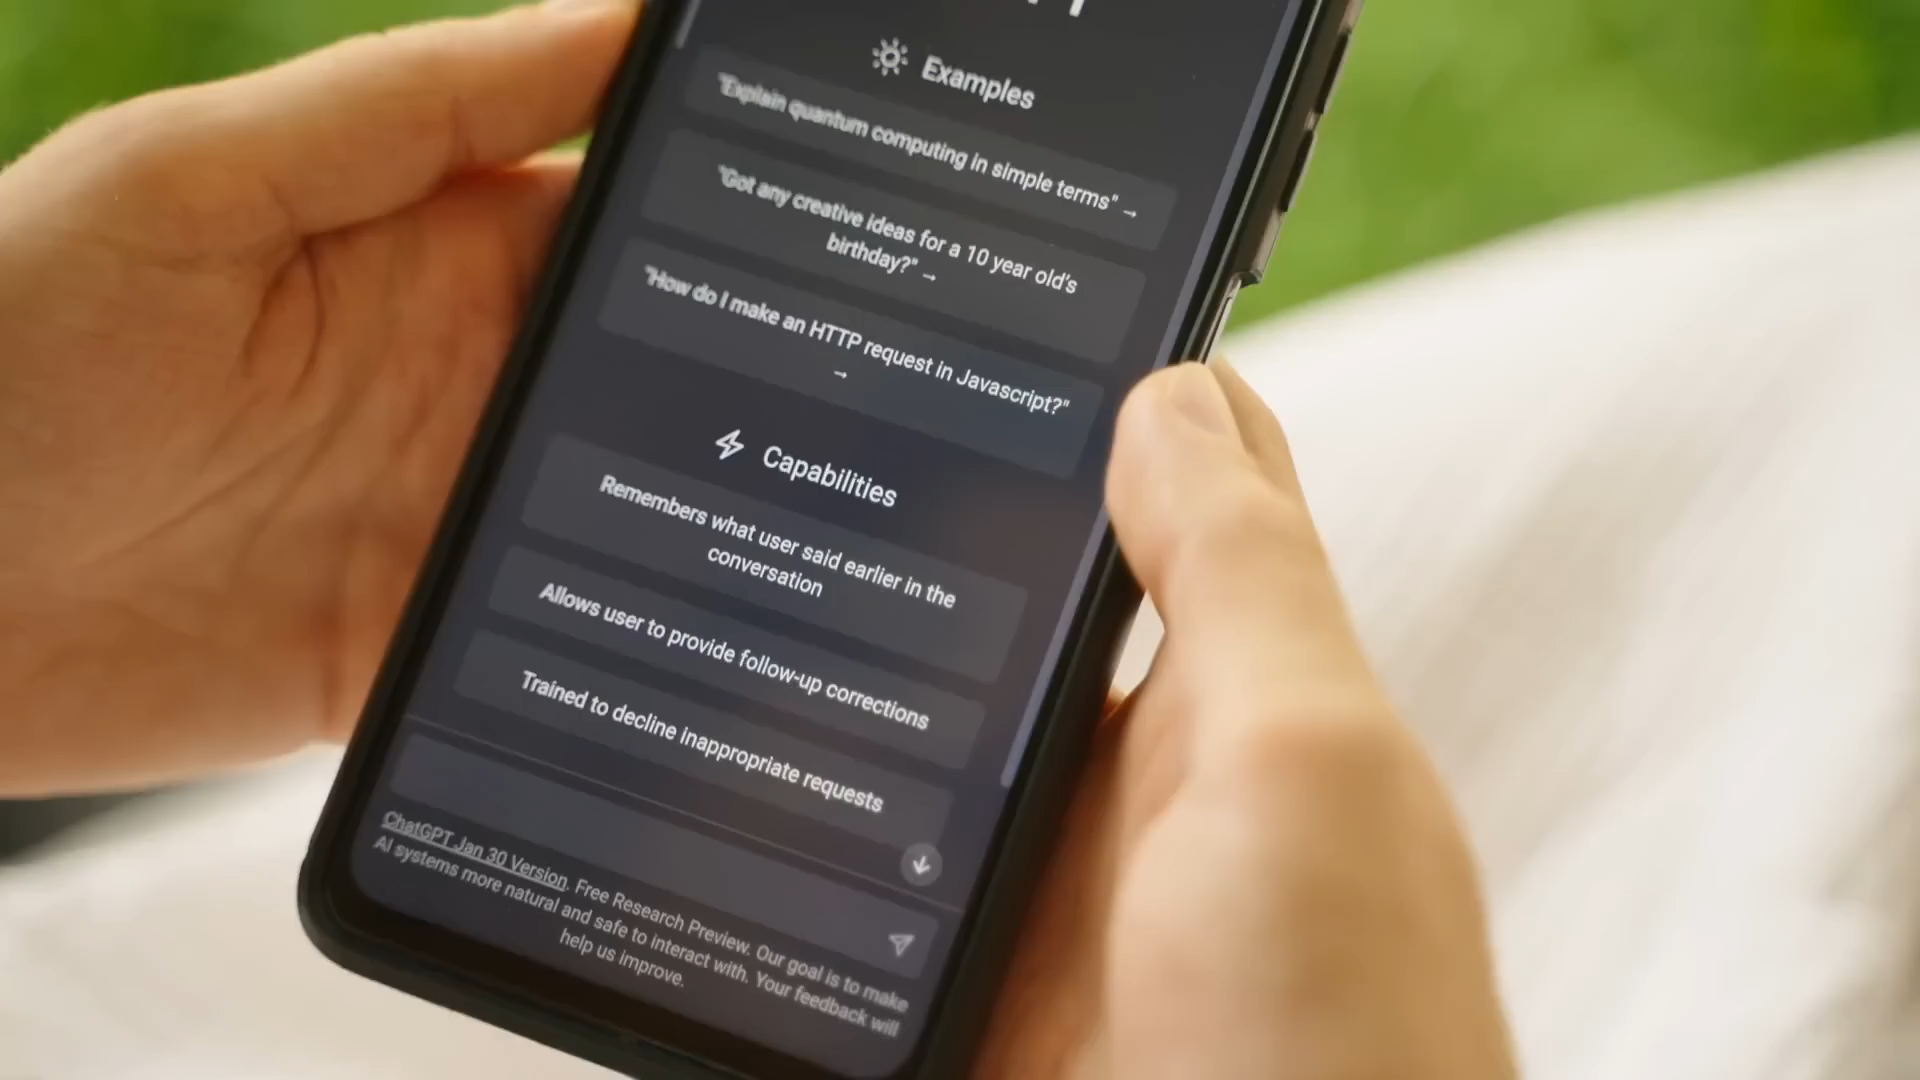 Examples
"Explain quantum computing in simple terms" →
"Got any creative ideas for a 10 year old's
birthday?" →
"How do I make an HTTP request in Javascript?"
→
Capabilities
Remembers what user said earlier in the
conversation
Allows user to provide follow-up corrections
Trained to decline inappropriate requests
ChatGPT Jan 30 Version. Free Research Preview. Our goal is to make
AI systems more natural and safe to interact with. Your feedback will
help us improve.